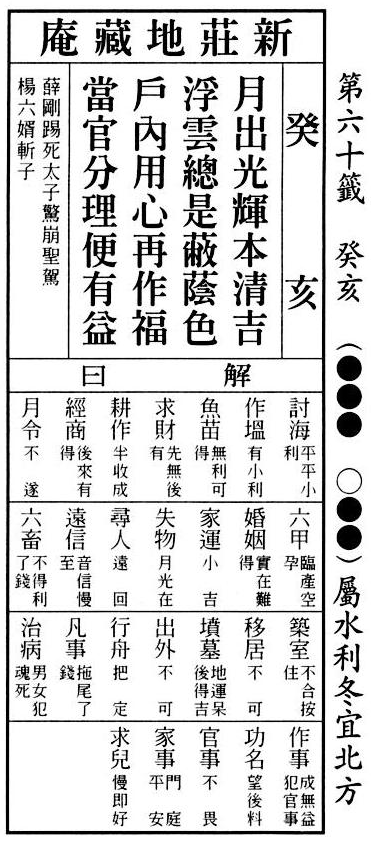 第六十籤 癸亥 (●●● ○●●) 屬水利冬宜北方
新莊地藏庵
癸亥
月出光輝本清吉
浮雲總是蔽蔭色
戶內用心再作福
當官分理便有益
薛剛踢死太子驚崩聖駕
楊六婿斬子
解曰
討海 平平小利
作塭 有小利
魚苗 無利可得
求財 先無後有
耕作 半收成
經商 後來有得
月令 不遂
六甲 臨產空孕
婚姻 實在難得
家運 小吉
失物 月光在
尋人 遠回
遠信 音信慢至
六畜 不得利了錢
築室 不合按住
移居 不可
墳墓 地運呆後得吉
出外 不可
行舟 把定
凡事 拖尾了錢
治病 男女犯魂死
作事 成無益犯官事
功名 望後料
官事 不畏
家事 門庭平安
求兒 慢即好